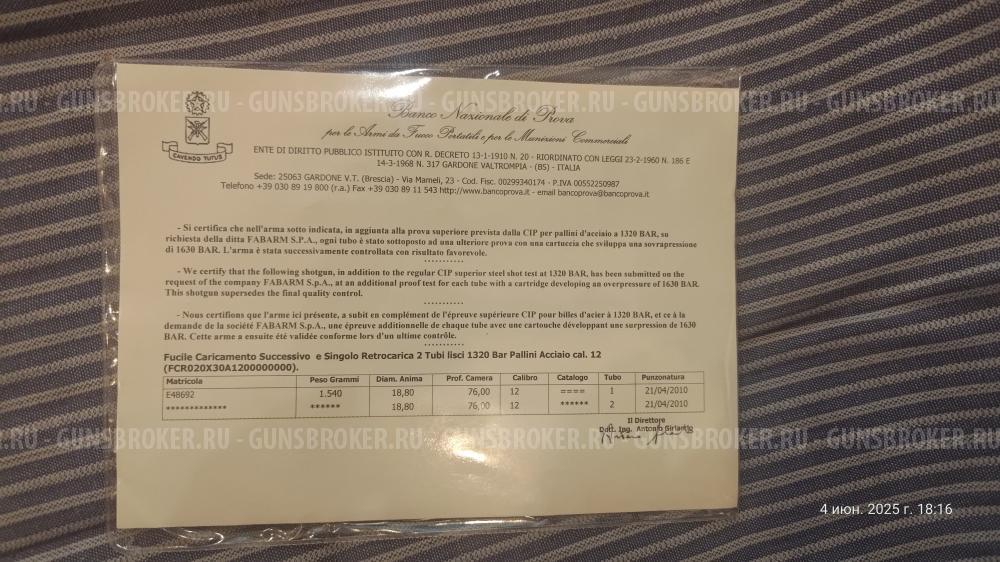 GUNSBROKER.RU - GUNSBROKER.RU - GUNSBROKER.RU - GUNSBROKER.RU - GUNSBROKER.RU
Banco Nazionale di Prova
per le Armi da Fuoco Portatili e per le Munizioni Commerciali
CAVENDO TUTUS
ENTE DI DIRITTO PUBBLICO ISTITUITO CON R. DECRETO 13-1-1910 N. 20 - RIORDINATO CON LEGGI 23-2-1960 N. 186 E
14-3-1968 N. 317 GARDONE VALTROMPIA - (BS) - ITALIA
Sede: 25063 GARDONE V.T. (Brescia) - Via Mameli, 23 - Cod. Fisc. 00299340174 - P.IVA 00552250987
Telefono +39 030 89 19 800 (r.a.) Fax +39 030 89 11 543 http://www.bancoprova.it - email bancoprova@bancoprova.it
- Si certifica che nell'arma sotto indicata, in aggiunta alla prova superiore prevista dalla CIP per pallini d'acciaio a 1320 BAR, su
richiesta della ditta FABARM S.P.A., ogni tubo è stato sottoposto ad una ulteriore prova con una cartuccia che sviluppa una sovrapressione
di 1630 BAR. L'arma è stata successivamente controllata con risultato favorevole.
***********
- We certify that the following shotgun, in addition to the regular CIP superior steel shot test at 1320 BAR, has been submitted on the
request of the company FABARM S.p.A., at an additional proof test for each tube with a cartridge developing an overpressure of 1630 BAR.
This shotgun supersedes the final quality control.
***********
- Nous certifions que l'arme ici présente, a subit en complément de l'épreuve supérieure CIP pour billes d'acier à 1320 BAR, et ce à la
demande de la société FABARM S.p.A., une épreuve additionnelle de chaque tube avec une cartouche développant une surpression de 1630
BAR. Cette arme a ensuite été validée conforme lors d'un ultime contrôle.
***********
Fucile Caricamento Successivo e Singolo Retrocarica 2 Tubi lisci 1320 Bar Pallini Acciaio cal. 12
(FCR020X30A1200000000).
Matricola Peso Grammi Diam. Anima Prof. Camera Calibro Catalogo Tubo Punzonatura
E48692 1.540 18,80 76,00 12 ==== 1 21/04/2010
************* ****** 18,80 76,00 12 ****** 2 21/04/2010
Il Direttore
Dott. Ing. Antonio Girlando
GUNSBROKER.RU - GUNSBROKER.RU - GUNSBROKER.RU - GUNSBROKER.RU - GUNSBROKER.RU
4 июн. 2025 г. 18:16